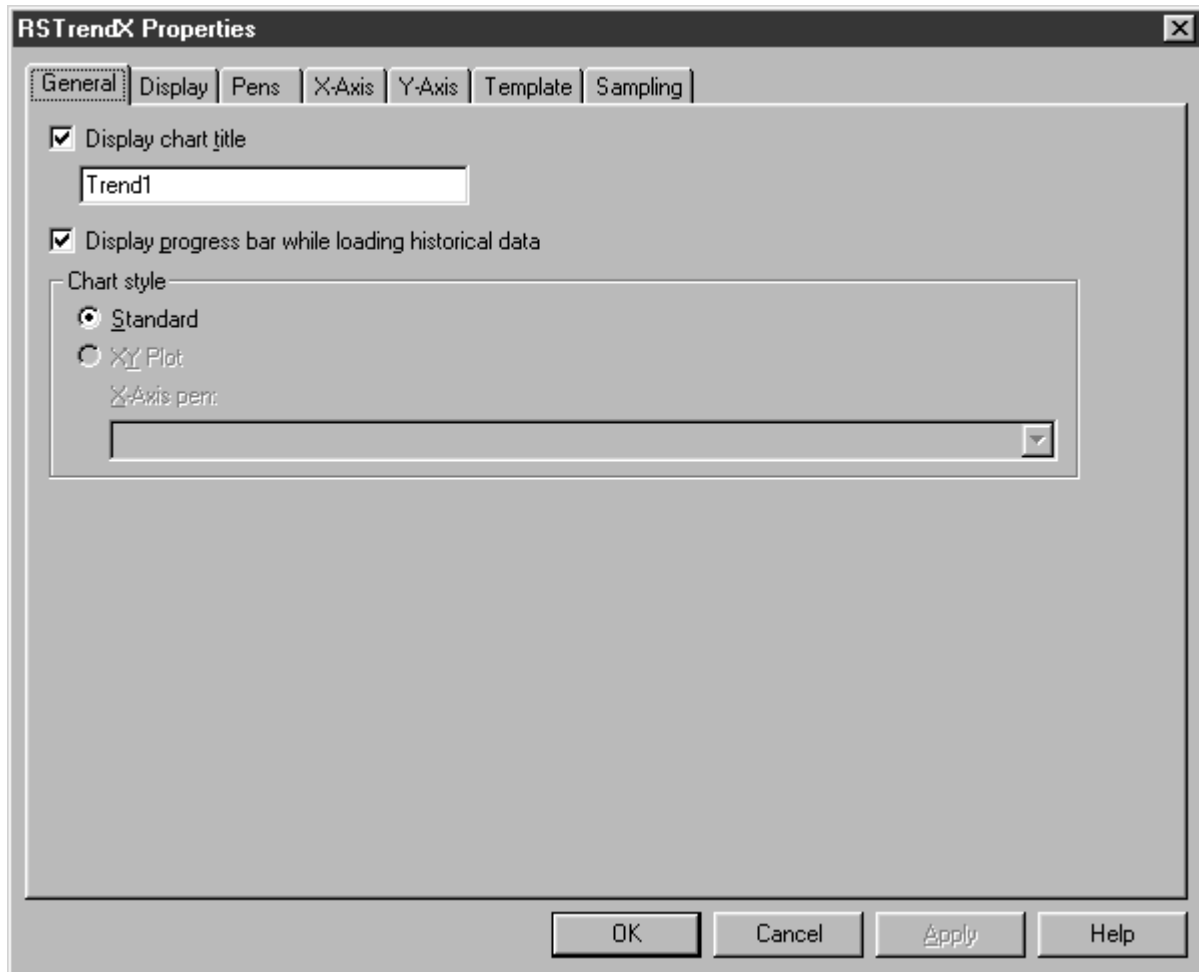 RSTrendX Properties
General Display Pens X-Axis Y-Axis Template Sampling
Display chart title
Trend1
Display progress bar while loading historical data
Chart style
Standard
XY Plot
X-Axis pen:
OK Cancel Apply Help